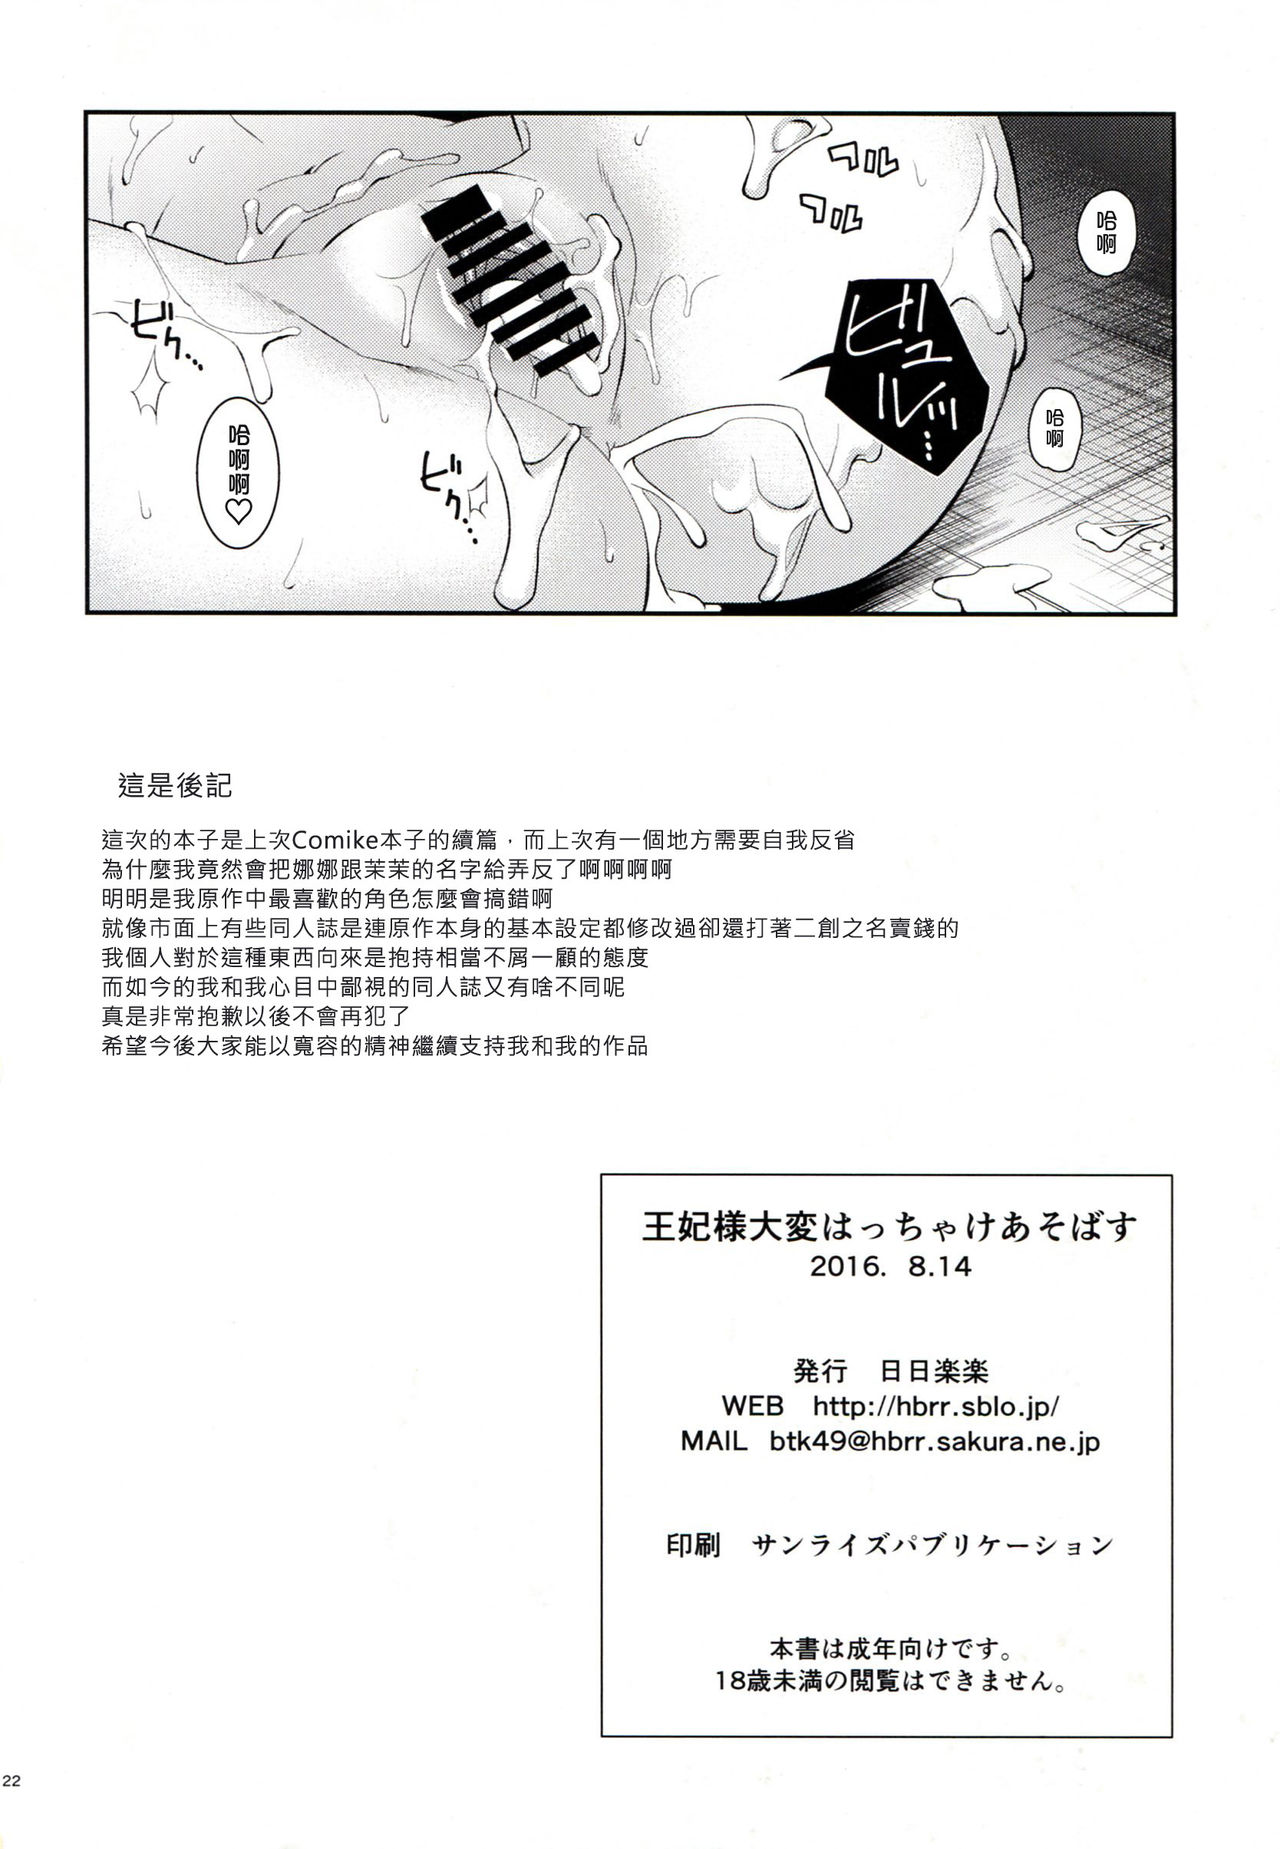 哈啊
フル
フル
ビュルルッ…
哈啊
ビク…
哈啊啊♡
ビク…
這是後記
這次的本子是上次Comike本子的續篇，而上次有一個地方需要自我反省
為什麼我竟然會把娜娜跟茉茉的名字給弄反了啊啊啊啊
明明是我原作中最喜歡的角色怎麼會搞錯啊
就像市面上有些同人誌是連原作本身的基本設定都修改過卻還打著二創之名賣錢的
我個人對於這種東西向來是抱持相當不屑一顧的態度
而如今的我和我心目中鄙視的同人誌又有啥不同呢
真是非常抱歉以後不會再犯了
希望今後大家能以寬容的精神繼續支持我和我的作品
王妃様大変はっちゃけあそばす
2016. 8.14
発行　日日楽楽
WEB　http://hbrr.sblo.jp/
MAIL　btk49@hbrr.sakura.ne.jp
印刷　サンライズパブリケーション
本書は成年向けです。
18歳未満の閲覧はできません。
22